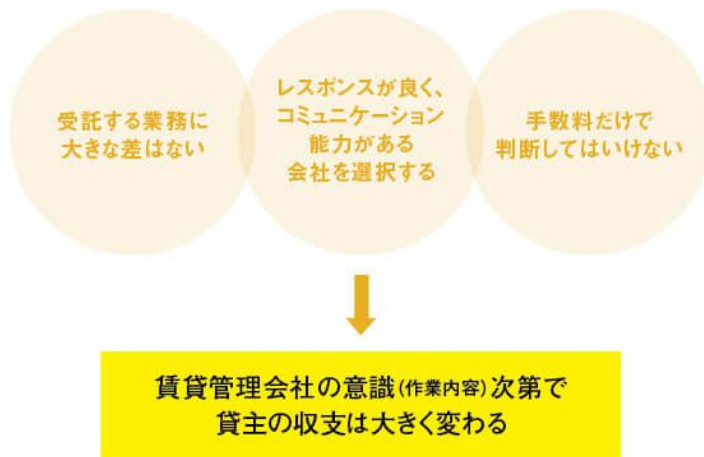 受託する業務に
大きな差はない
レスポンスが良く、
コミュニケーション
能力がある
会社を選択する
手数料だけで
判断してはいけない
賃貸管理会社の意識(作業内容)次第で
貸主の収支は大きく変わる